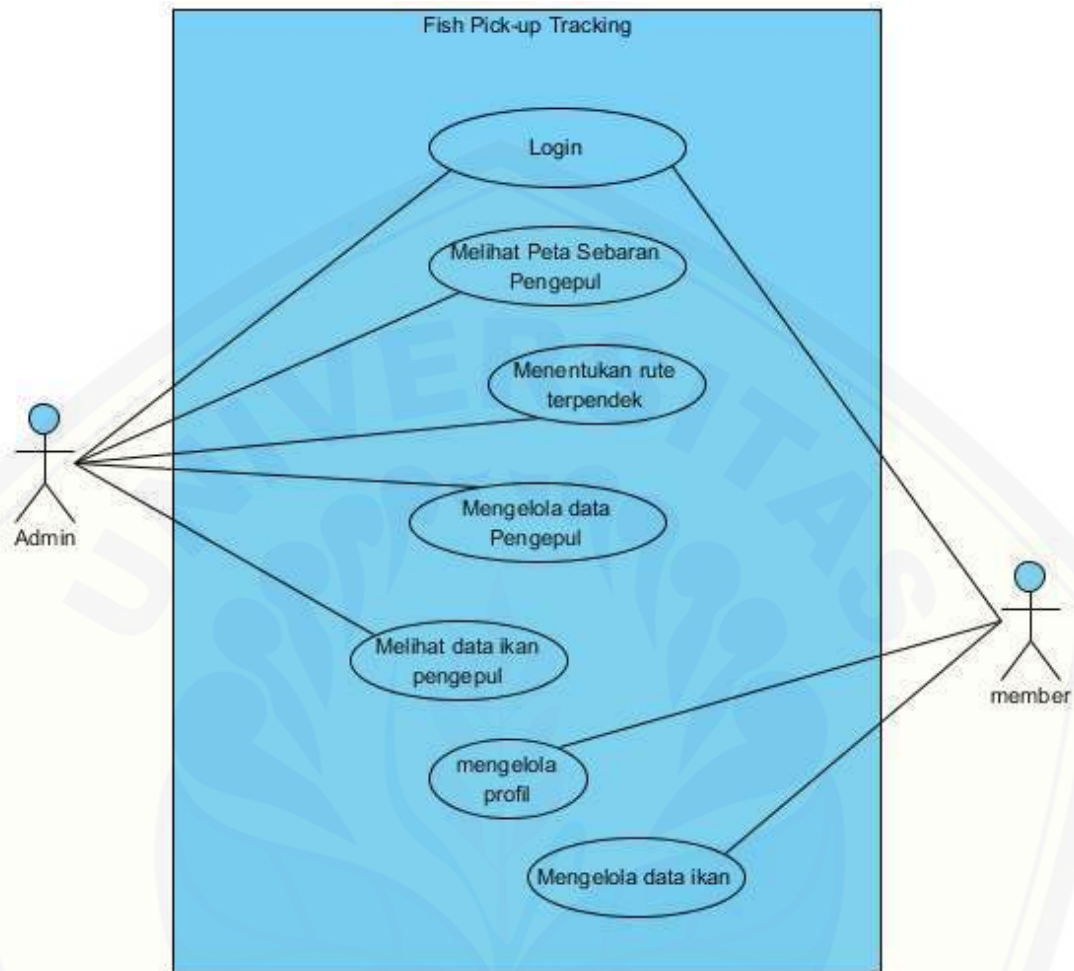 Fish Pick-up Tracking
Login
Melihat Peta Sebaran
Pengepul
Menentukan rute
terpendek
Admin
Mengelola data
Pengepul
Melihat data ikan
pengepul
member
mengelola
profil
Mengelola data ikan
UNIVERSITAS